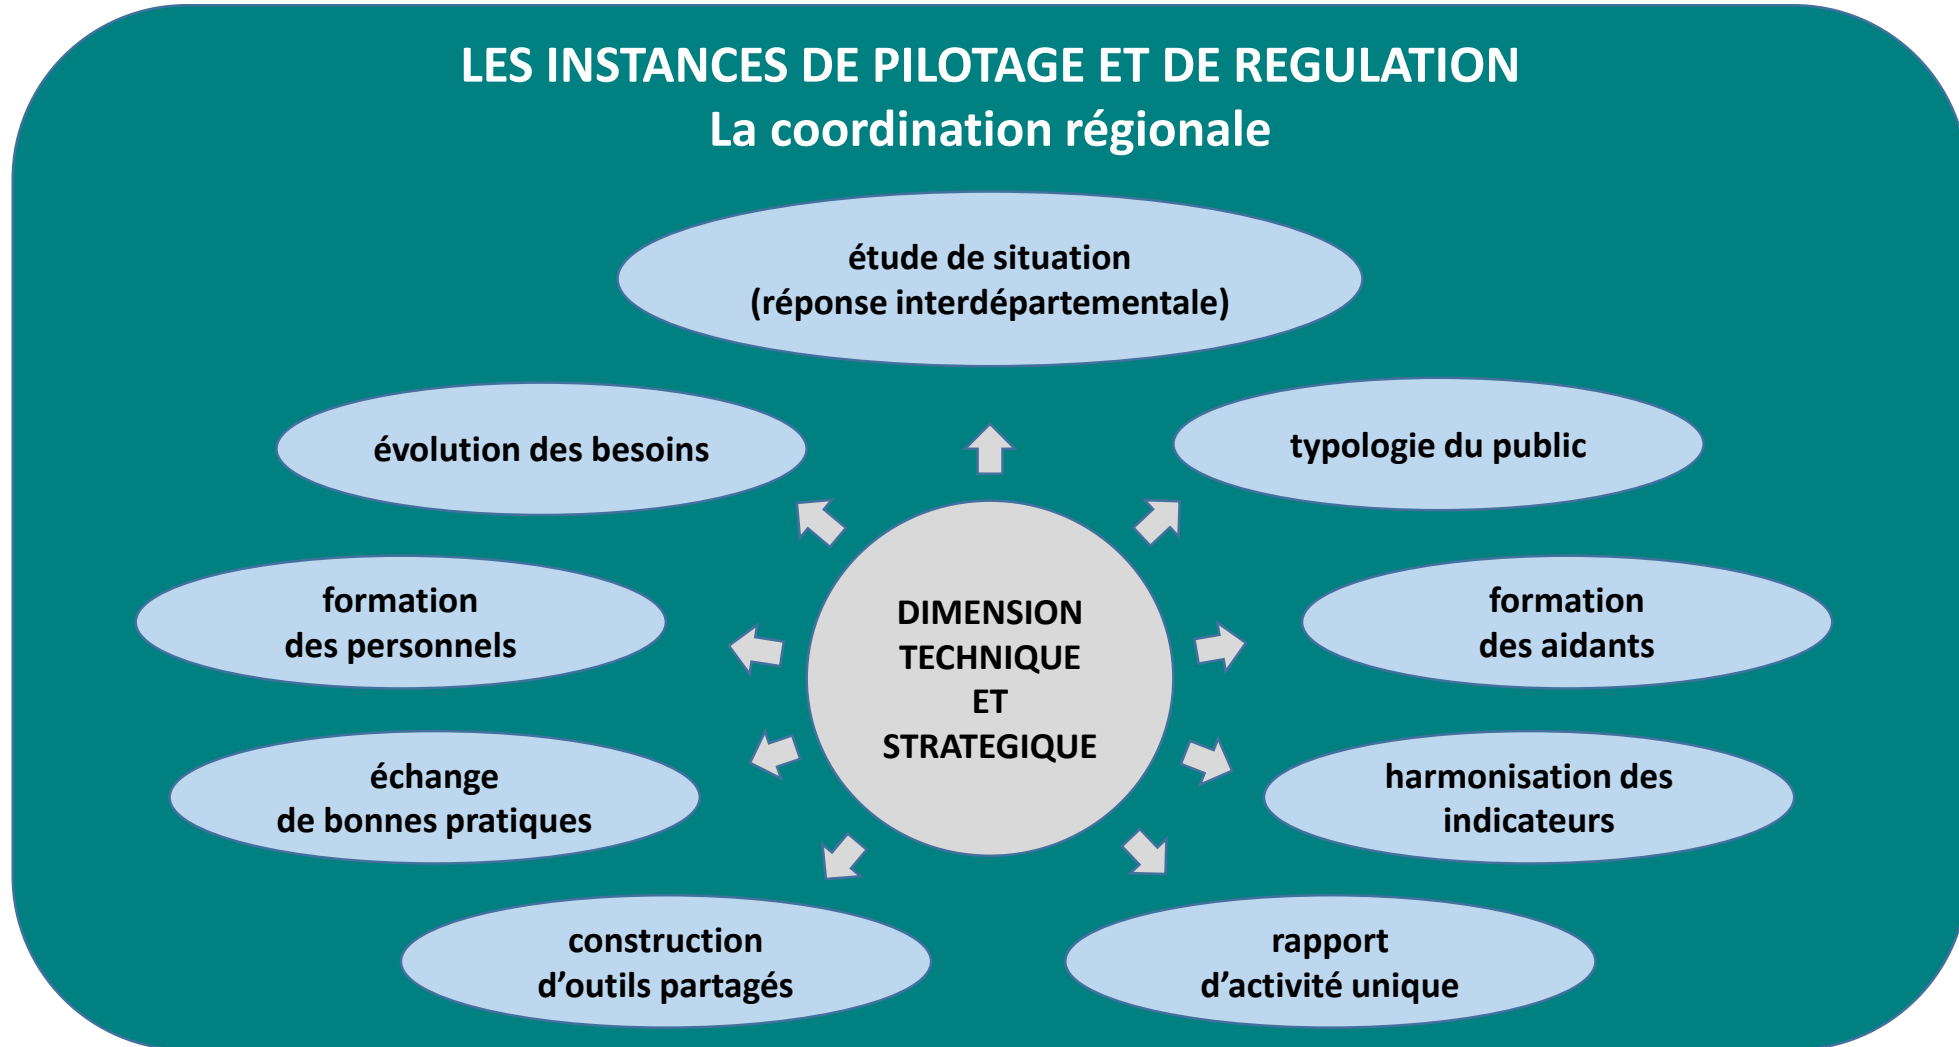 LES INSTANCES DE PILOTAGE ET DE REGULATION
La coordination régionale
étude de situation
(réponse interdépartementale)
évolution des besoins
typologie du public
formation
des personnels
DIMENSION
TECHNIQUE
ET
STRATEGIQUE
formation
des aidants
échange
de bonnes pratiques
harmonisation des
indicateurs
construction
d’outils partagés
rapport
d’activité unique